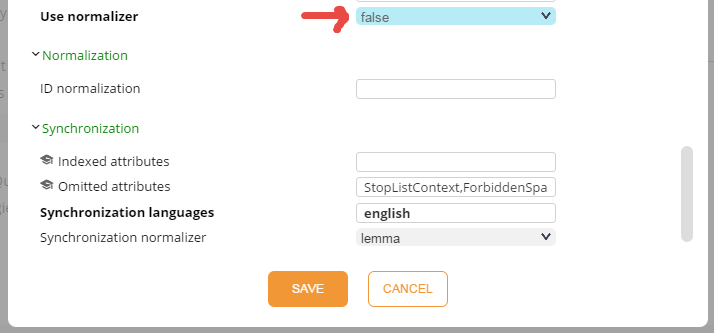 Use normalizer false
Normalization
ID normalization
Synchronization
Indexed attributes
Omitted attributes StopListContext,ForbiddenSpa
Synchronization languages english
Synchronization normalizer lemma
SAVE CANCEL